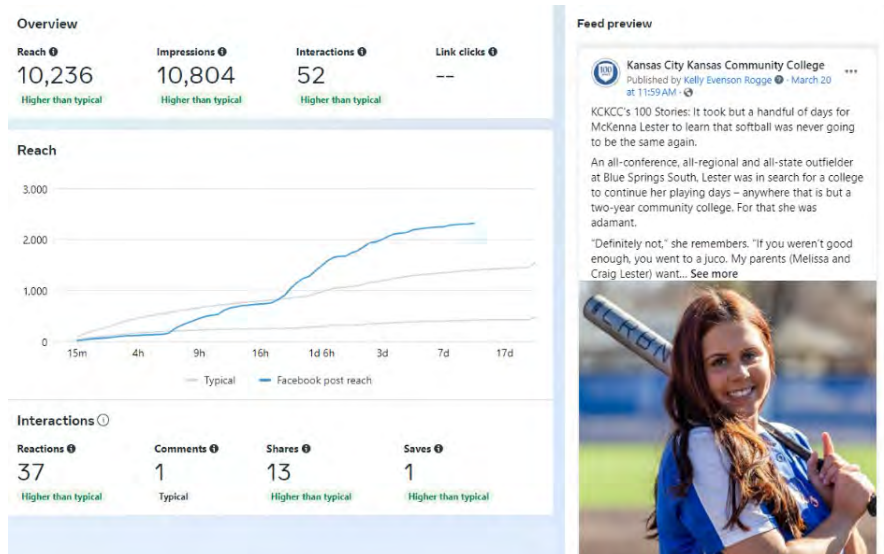 Overview
Reach
Impressions
Interactions
Link clicks
10,236
10,804
52
--
Higher than typical
Higher than typical
Higher than typical
Reach
3,000
2,000
1,000
0
15m
4h
9h
16h
1d 6h
3d
7d
17d
Typical
Facebook post reach
Interactions
Reactions
Comments
Shares
Saves
37
1
13
1
Higher than typical
Typical
Higher than typical
Higher than typical
Feed preview
100
Kansas City Kansas Community College
Published by Kelly Evenson Rogge · March 20
at 11:59 AM ·
KCKCC's 100 Stories: It took but a handful of days for
McKenna Lester to learn that softball was never going
to be the same again.
An all-conference, all-regional and all-state outfielder
at Blue Springs South, Lester was in search for a college
to continue her playing days – anywhere that is but a
two-year community college. For that she was
adamant.
"Definitely not," she remembers. "If you weren't good
enough, you went to a juco. My parents (Melissa and
Craig Lester) want... See more